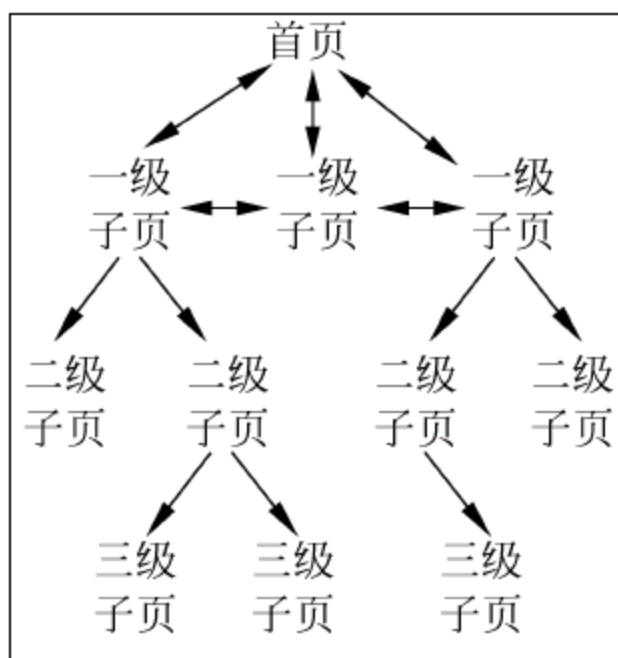 首页
一级 一级 一级
子页 子页 子页
二级 二级 二级 二级
子页 子页 子页 子页
三级 三级 三级
子页 子页 子页